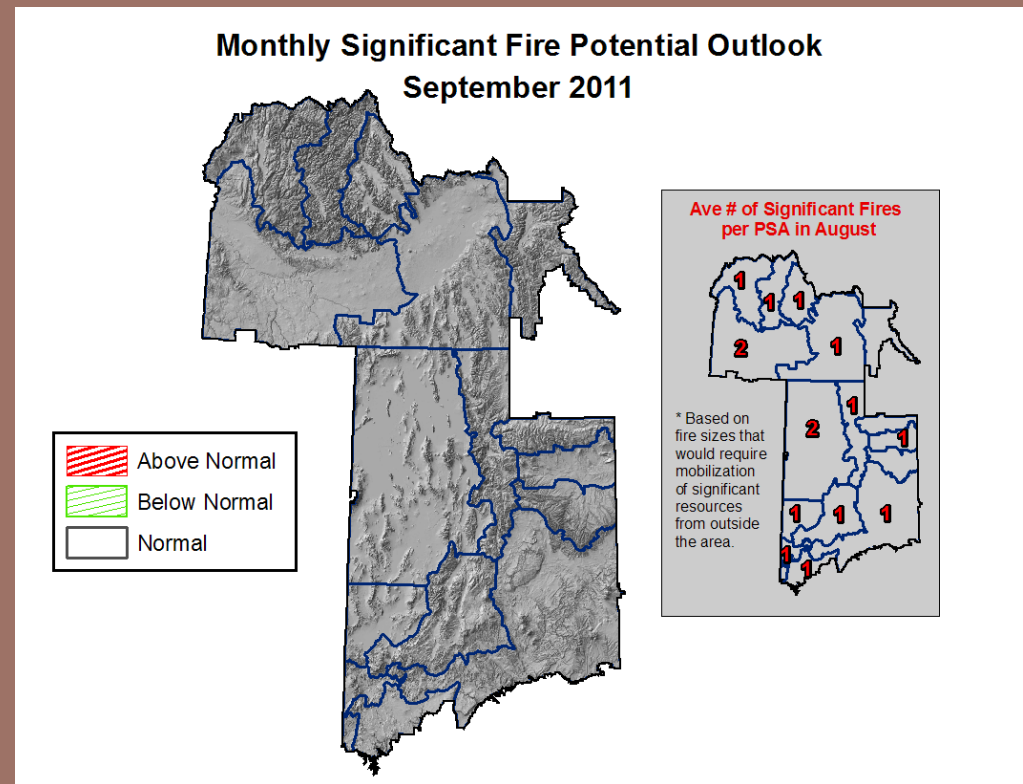 Monthly Significant Fire Potential Outlook
September 2011
Above Normal
Below Normal
Normal
Ave # of Significant Fires
per PSA in August
1
1
1
2
1
1
2
1
1
1
1
1
1
* Based on
fire sizes that
would require
mobilization
of significant
resources
from outside
the area.